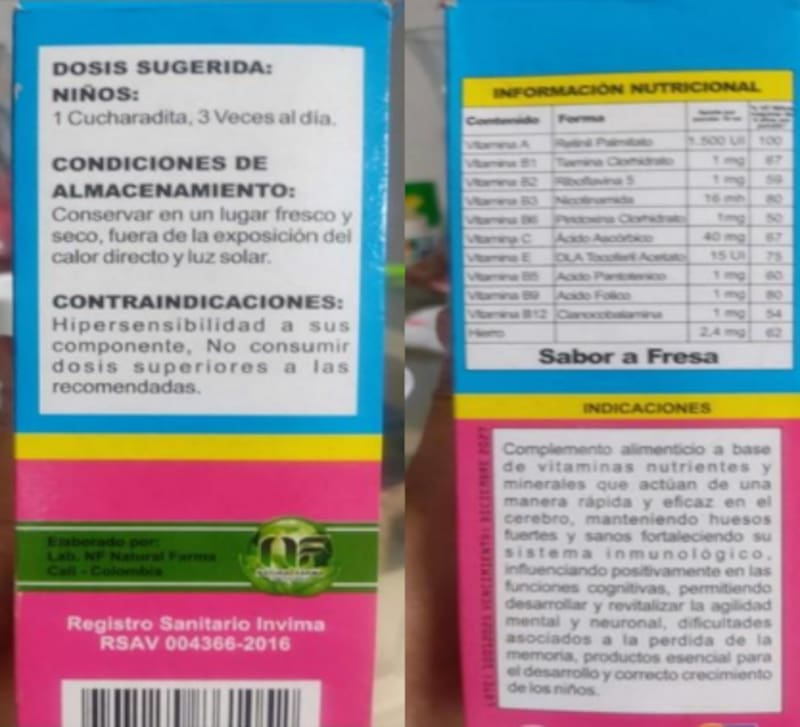 DOSIS SUGERIDA:
NIÑOS:
1 Cucharadita, 3 Veces al día.
CONDICIONES DE
ALMACENAMIENTO:
Conservar en un lugar fresco y
seco, fuera de la exposición del
calor directo y luz solar.
CONTRAINDICACIONES:
Hipersensibilidad a sus
componente, No consumir
dosis superiores a las
recomendadas.
Elaborado por:
Lab. NF Natural Farma
Cali - Colombia
NF
Registro Sanitario Invima
RSAV 004366-2016
INFORMACIÓN NUTRICIONAL
Contenido Forma
Vitamina A Retinil Palmitato 1.500 UI 100
Vitamina B1 Tiamina Clorhidrato 1 mg 67
Vitamina B2 Riboflavina 5 1 mg 59
Vitamina B3 Nicotinamida 16 mh 80
Vitamina B6 Piridoxina Clorhidrato 1mg 50
Vitamina C Ácido Ascórbico 40 mg 67
Vitamina E DLA Tocoferil Acetato 15 UI 75
Vitamina B5 Acido Pantotenico 1 mg 60
Vitamina B9 Acido Folico 1 mg 80
Vitamina B12 Cianocobalamina 1 mg 54
Hierro 2,4 mg 62
Sabor a Fresa
INDICACIONES
Complemento alimenticio a base
de vitaminas nutrientes y
minerales que actúan de una
manera rápida y eficaz en el
cerebro, manteniendo huesos
fuertes y sanos fortaleciendo su
sistema inmunológico,
influenciando positivamente en las
funciones cognitivas, permitiendo
desarrollar y revitalizar la agilidad
mental y neuronal, dificultades
asociados a la perdida de la
memoria, productos esencial para
el desarrollo y correcto crecimiento
de los niños.